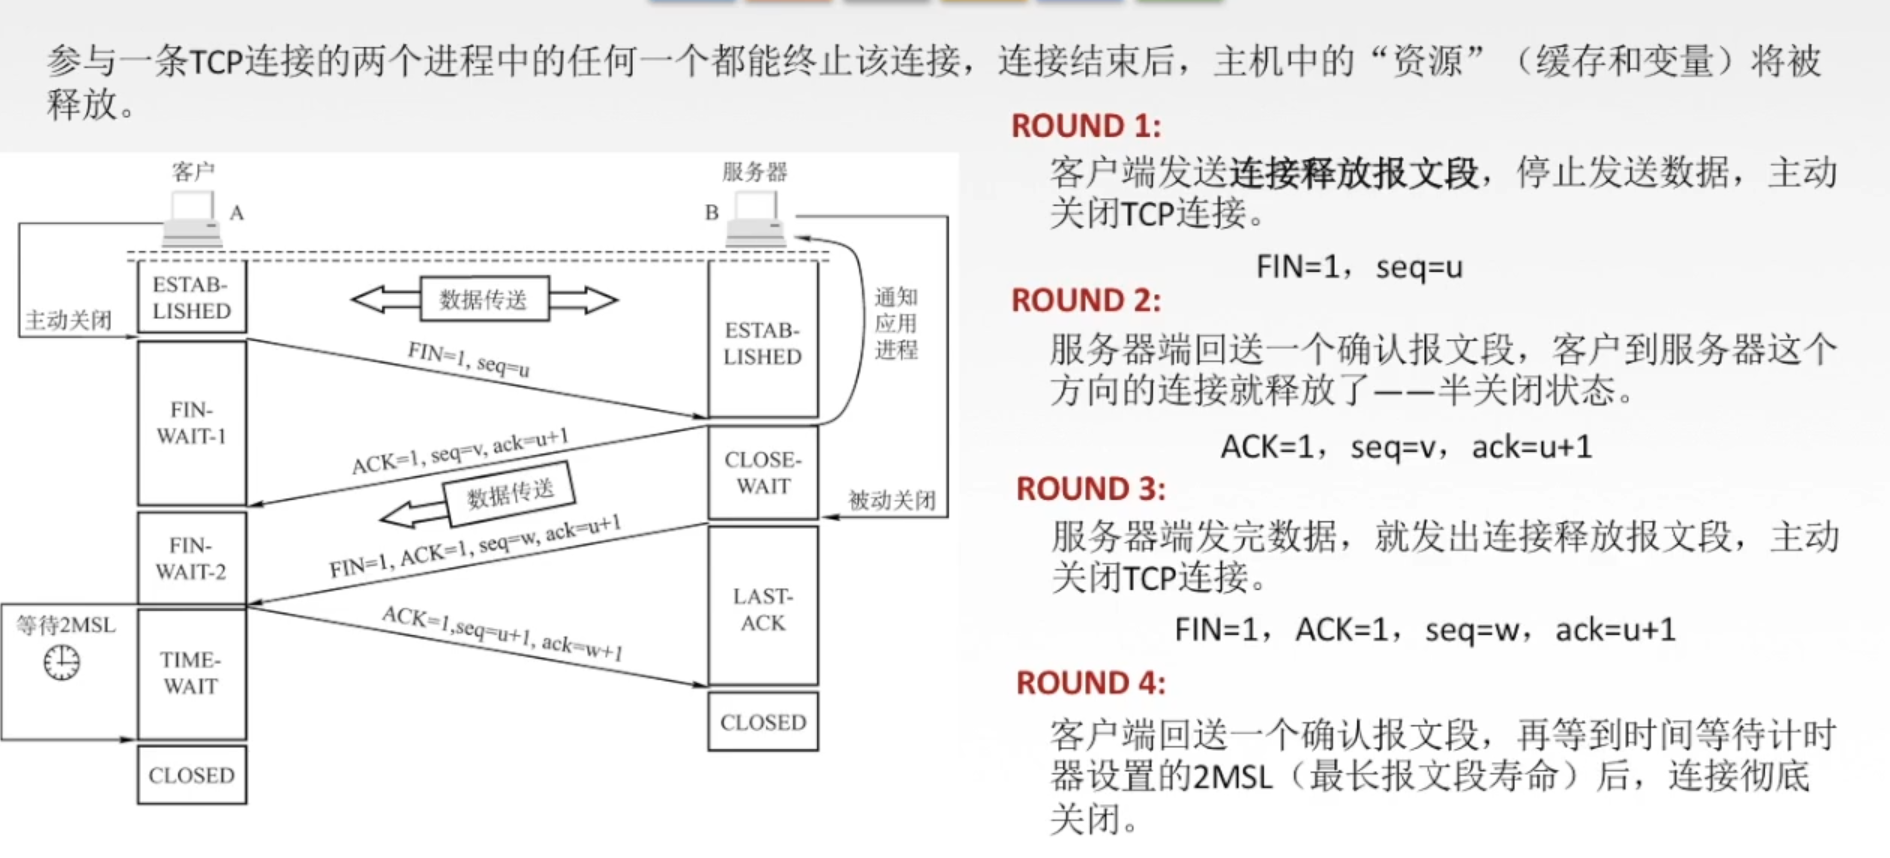 参与一条TCP连接的两个进程中的任何一个都能终止该连接，连接结束后，主机中的“资源”（缓存和变量）将被
释放。
客户
服务器
A
B
ESTAB-
LISHED
数据传送
主动关闭
ESTAB-
LISHED
通知
应用
进程
FIN=1, seq=u
FIN-
WAIT-1
ACK=1, seq=v, ack=u+1
CLOSE-
WAIT
数据传送
被动关闭
FIN-
WAIT-2
FIN=1, ACK=1, seq=w, ack=u+1
LAST-
ACK
ACK=1,seq=u+1, ack=w+1
等待2MSL
TIME-
WAIT
CLOSED
CLOSED
ROUND 1:
客户端发送连接释放报文段，停止发送数据，主动
关闭TCP连接。
FIN=1，seq=u
ROUND 2:
服务器端回送一个确认报文段，客户到服务器这个
方向的连接就释放了——半关闭状态。
ACK=1，seq=v，ack=u+1
ROUND 3:
服务器端发完数据，就发出连接释放报文段，主动
关闭TCP连接。
FIN=1，ACK=1，seq=w，ack=u+1
ROUND 4:
客户端回送一个确认报文段，再等到时间等待计时
器设置的2MSL（最长报文段寿命）后，连接彻底
关闭。